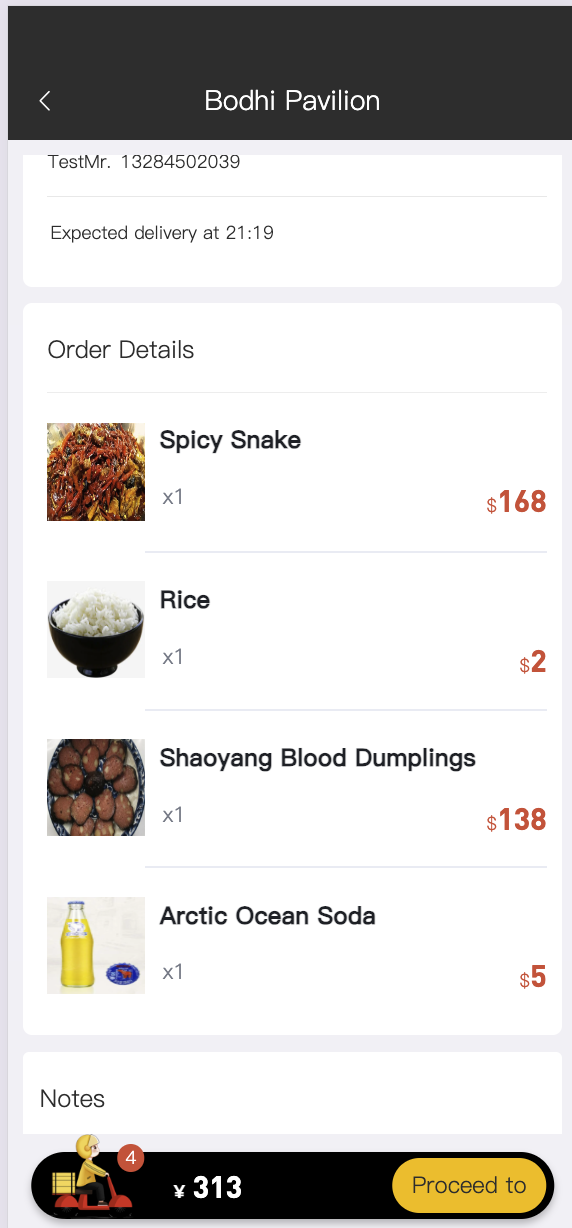 Bodhi Pavilion
TestMr. 13284502039
Expected delivery at 21:19
Order Details
Spicy Snake
x1
$168
Rice
x1
$2
Shaoyang Blood Dumplings
x1
$138
Arctic Ocean Soda
x1
$5
Notes
4
¥ 313
Proceed to